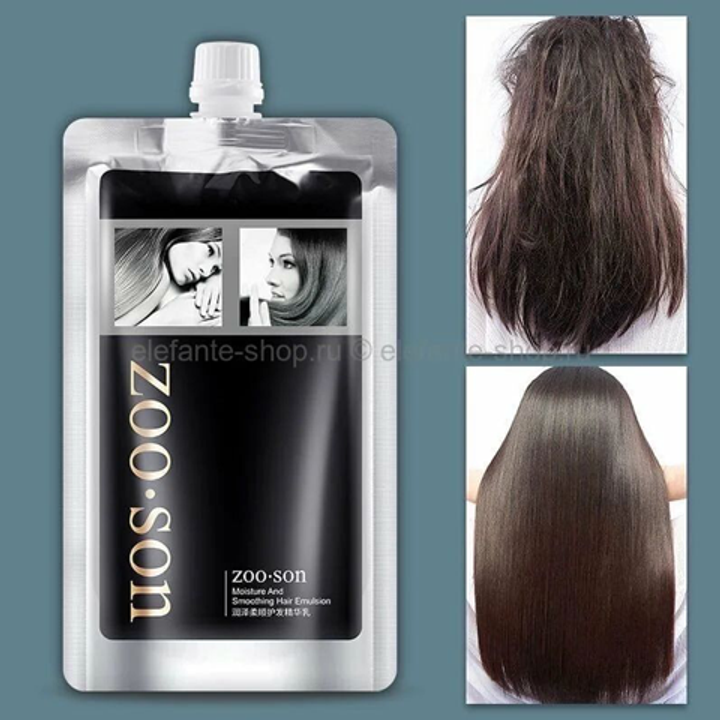 elefante-shop.ru © elefante-shop.ru
zoo·son
zoo·son
Moisture And
Smoothing Hair Emulsion
润泽柔顺护发精华乳